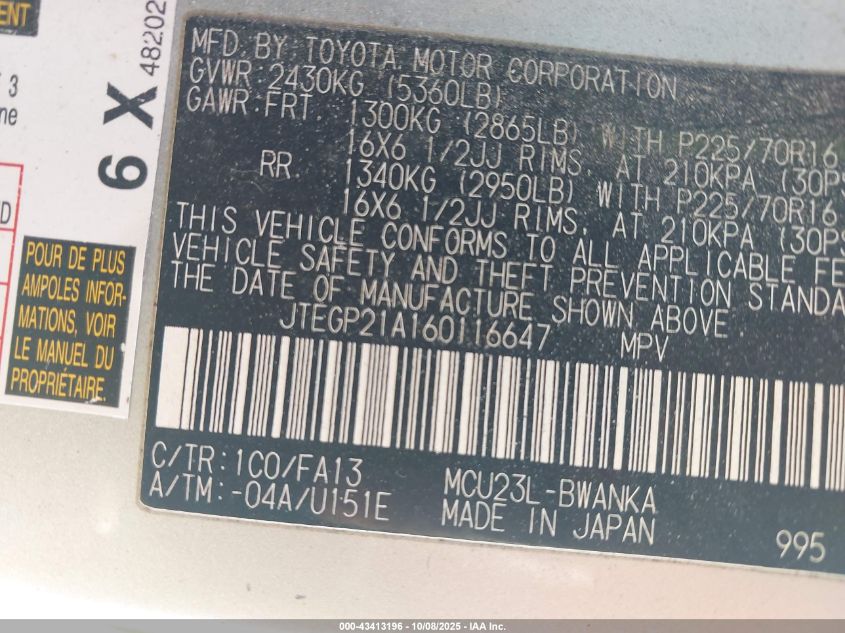 ENT
3
ne
6 X
48202
D
POUR DE PLUS
AMPLES INFOR-
MATIONS, VOIR
LE MANUEL DU
PROPRIÉTAIRE.
MFD. BY: TOYOTA MOTOR CORPORATION
GVWR: 2430KG (5360LB)
GAWR: FRT. 1300KG (2865LB) WITH P225/70R16
16X6 1/2JJ RIMS, AT 210KPA (30PS
RR. 1340KG (2950LB) WITH P225/70R16
16X6 1/2JJ RIMS, AT 210KPA (30PS
THIS VEHICLE CONFORMS TO ALL APPLICABLE FE
VEHICLE SAFETY AND THEFT PREVENTION STANDA
THE DATE OF MANUFACTURE SHOWN ABOVE
JTEGP21A160116647 MPV
C/TR: 1C0/FA13 MCU23L-BWANKA
A/TM: -04A/U151E MADE IN JAPAN 995
000-43413196 - 10/08/2025 - IAA Inc.